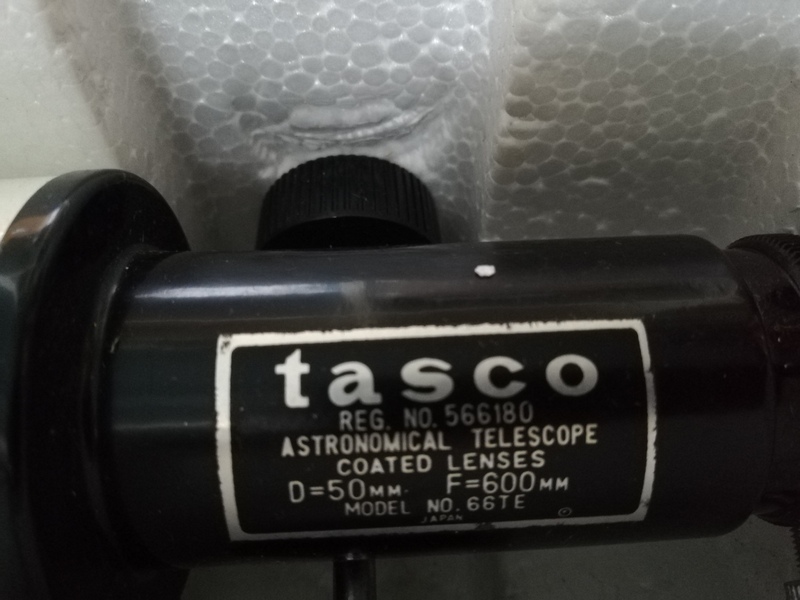 tasco
REG. NO. 566180
ASTRONOMICAL TELESCOPE
COATED LENSES
D=50MM. F=600MM
MODEL NO. 66TE
JAPAN ©